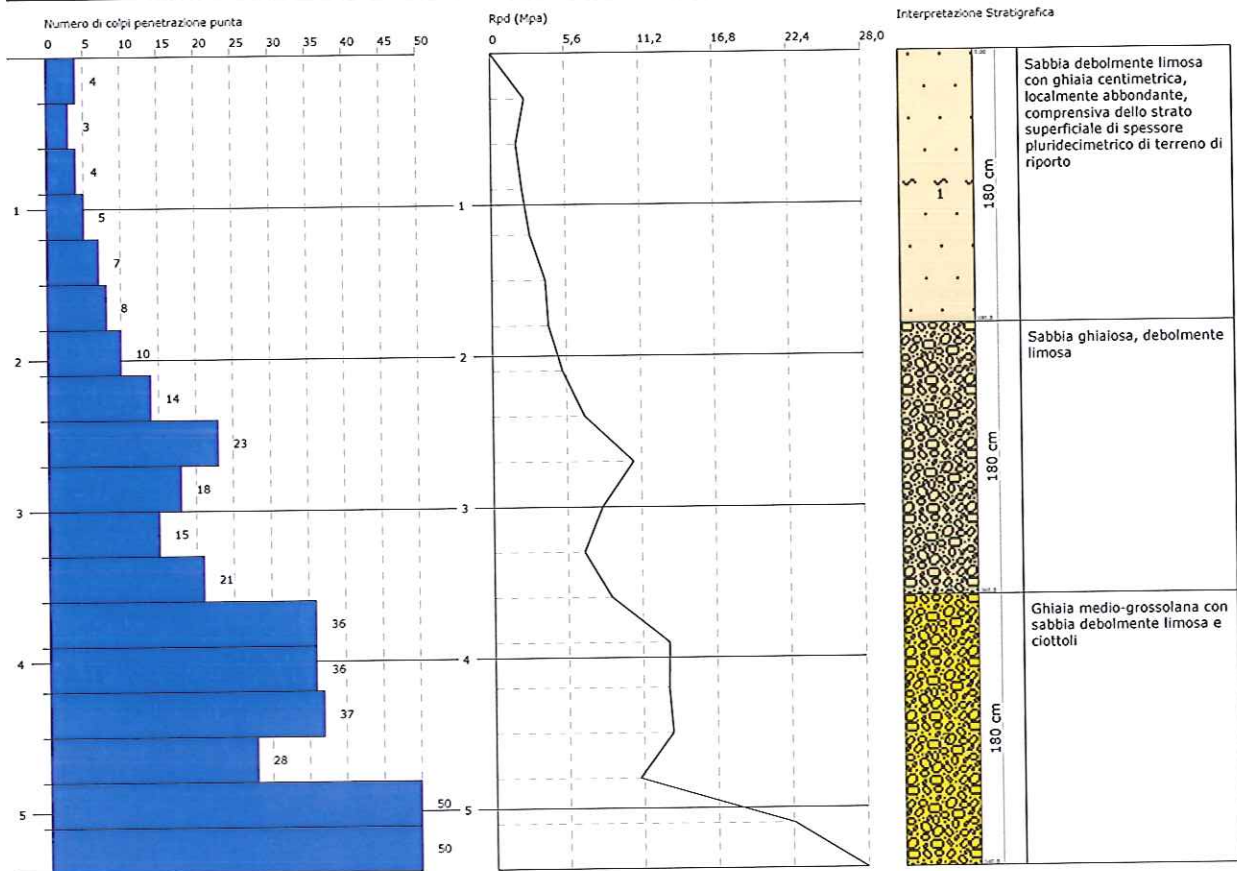 Numero di colpi penetrazione punta
0 5 10 15 20 25 30 35 40 45 50
4
3
4
1
5
7
8
2
10
14
23
18
3
15
21
36
4
36
37
28
5
50
50
Rpd (Mpa)
0 5,6 11,2 16,8 22,4 28,0
1
2
3
4
5
Interpretazione Stratigrafica
1
180 cm
Sabbia debolmente limosa
con ghiaia centimetrica,
localmente abbondante,
comprensiva dello strato
superficiale di spessore
pluridecimetrico di terreno di
riporto
180 cm
Sabbia ghiaiosa, debolmente
limosa
180 cm
Ghiaia medio-grossolana con
sabbia debolmente limosa e
ciottoli